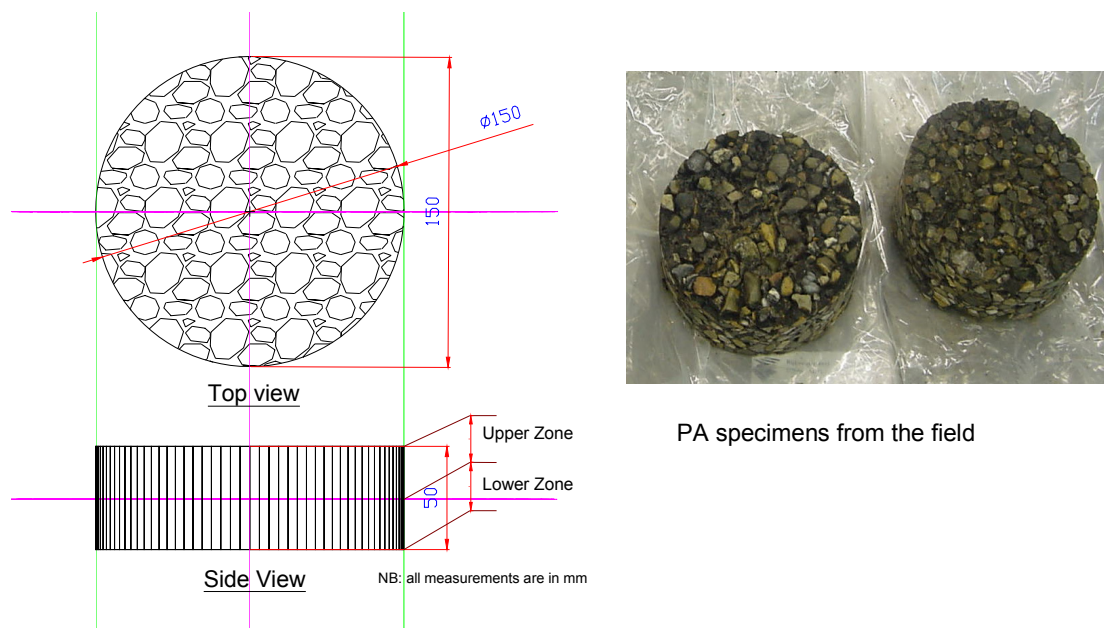 ø150
150
Top view
Upper Zone
Lower Zone
50
Side View
NB: all measurements are in mm
PA specimens from the field